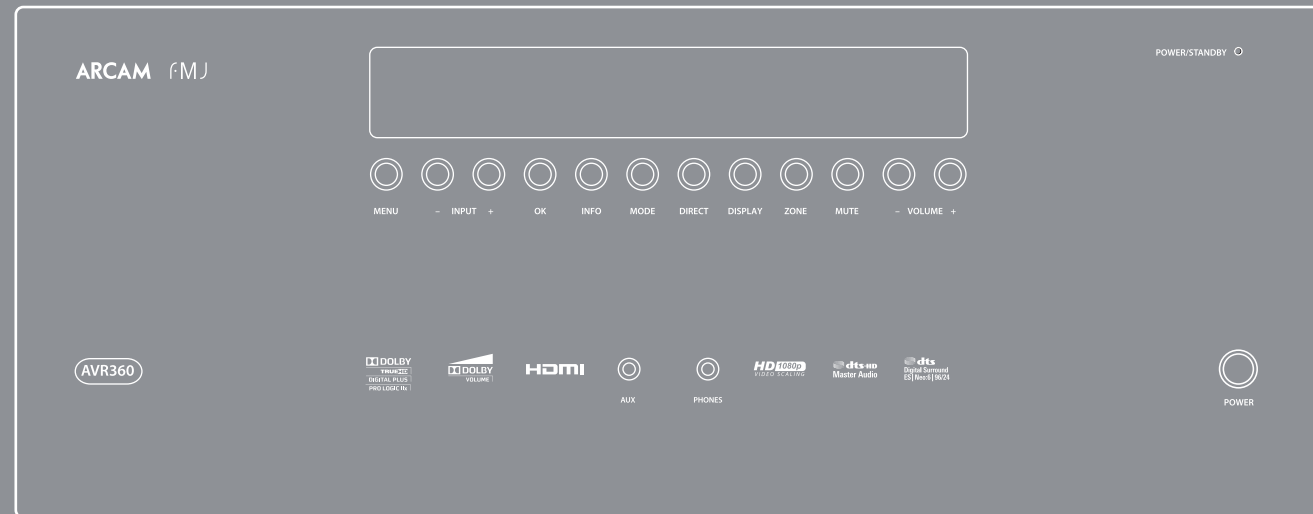 ARCAM FMJ
POWER/STANDBY
MENU – INPUT + OK INFO MODE DIRECT DISPLAY ZONE MUTE – VOLUME +
AVR360
DOLBY
TRUEHD
DIGITAL PLUS
PRO LOGIC IIx
DOLBY
VOLUME
HDMI
AUX
PHONES
HD 1080p
VIDEO SCALING
dts-HD
Master Audio
dts
Digital Surround
ES | Neo:6 | 96/24
POWER